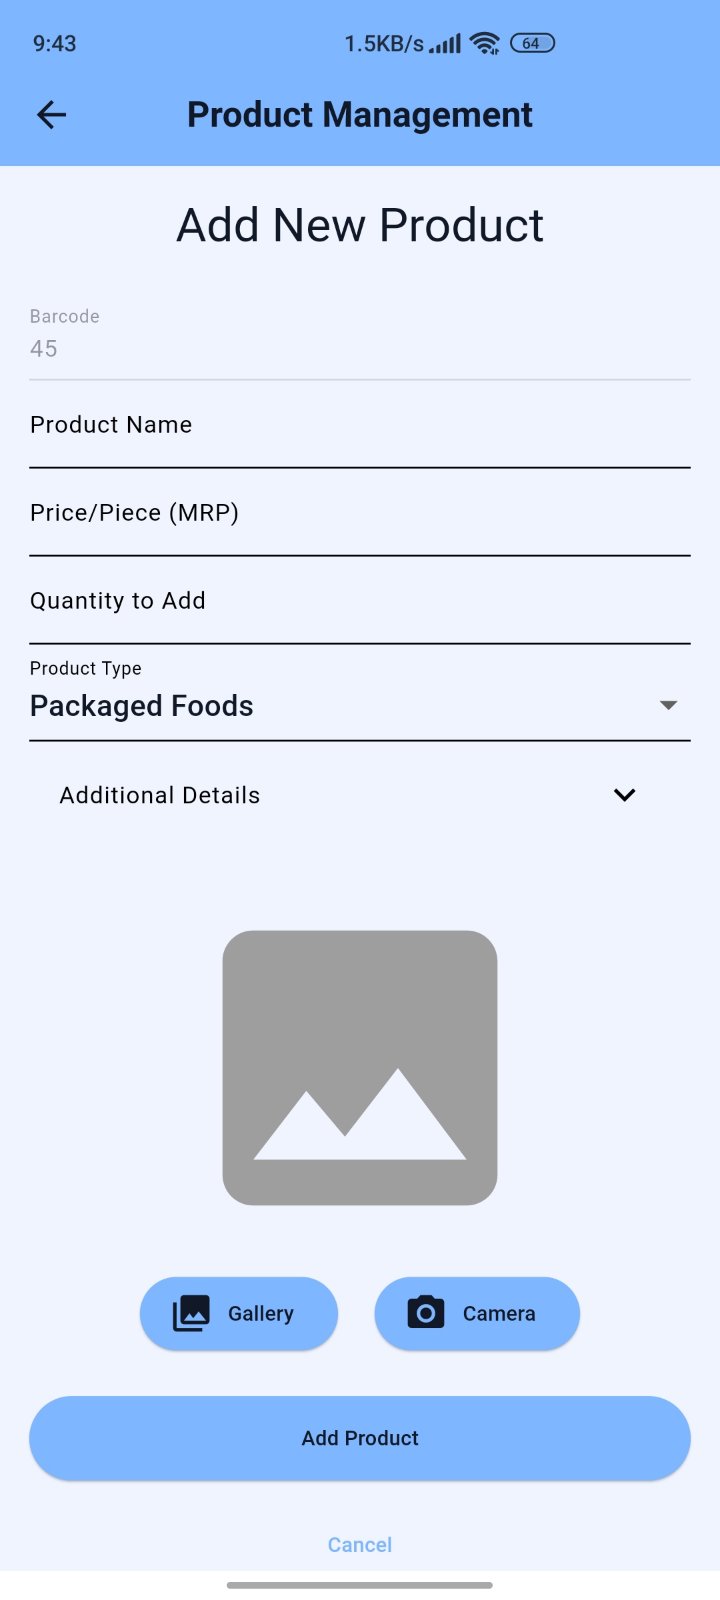 9:43 1.5KB/s 64
Product Management
Add New Product
Barcode
45
Product Name
Price/Piece (MRP)
Quantity to Add
Product Type
Packaged Foods
Additional Details
Gallery Camera
Add Product
Cancel